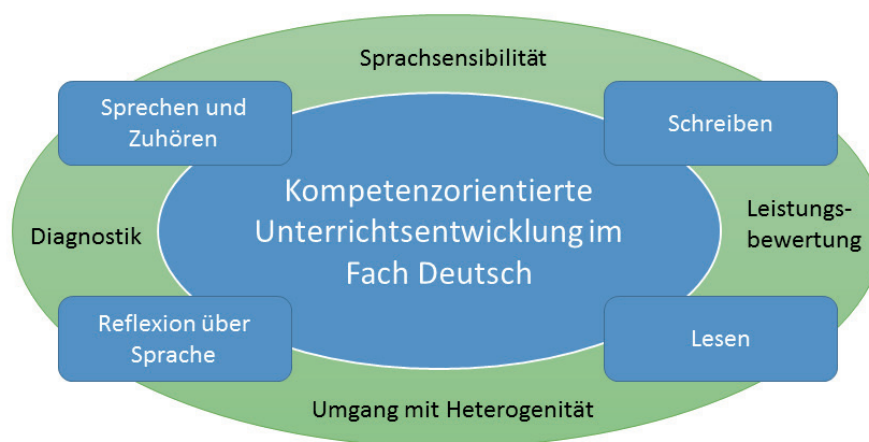 Sprachsensibilität
Sprechen und
Zuhören
Schreiben
Kompetenzorientierte
Unterrichtsentwicklung im
Fach Deutsch
Diagnostik
Leistungs-
bewertung
Reflexion über
Sprache
Lesen
Umgang mit Heterogenität